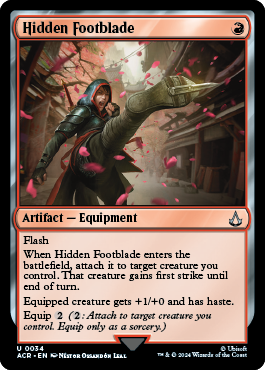 Hidden Footblade
Artifact — Equipment
Flash
When Hidden Footblade enters the
battlefield, attach it to target creature you
control. That creature gains first strike until
end of turn.
Equipped creature gets +1/+0 and has haste.
Equip 2 (2: Attach to target creature you
control. Equip only as a sorcery.)
U 0034
ACR • EN Néstor Ossandón Leal
© Ubisoft
™ & © 2024 Wizards of the Coast